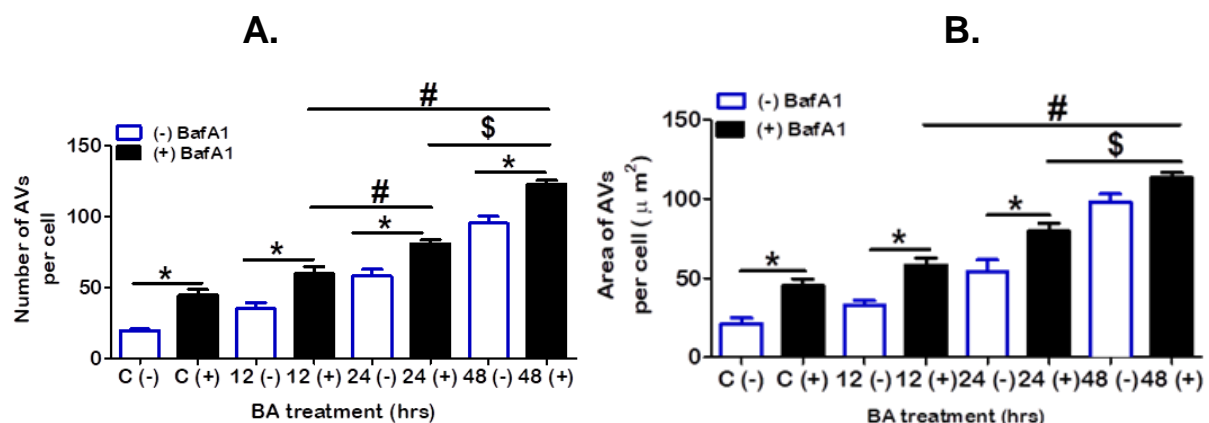 A.
B.
#
$
*
#
*
*
*
(-) BafA1
(+) BafA1
150
100
50
0
Number of AVs
per cell
C (-) C (+) 12 (-) 12 (+) 24 (-) 24 (+) 48 (-) 48 (+)
BA treatment (hrs)
#
$
*
*
*
(-) BafA1
(+) BafA1
150
100
50
0
Area of AVs
per cell ( μ m2)
C (-) C (+) 12 (-) 12 (+) 24 (-) 24 (+) 48 (-) 48 (+)
BA treatment (hrs)